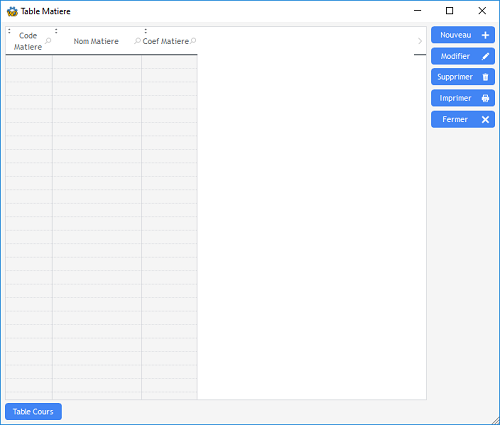 Table Matiere
Code
Matiere
Nom Matiere
Coef Matiere
Nouveau
Modifier
Supprimer
Imprimer
Fermer
Table Cours